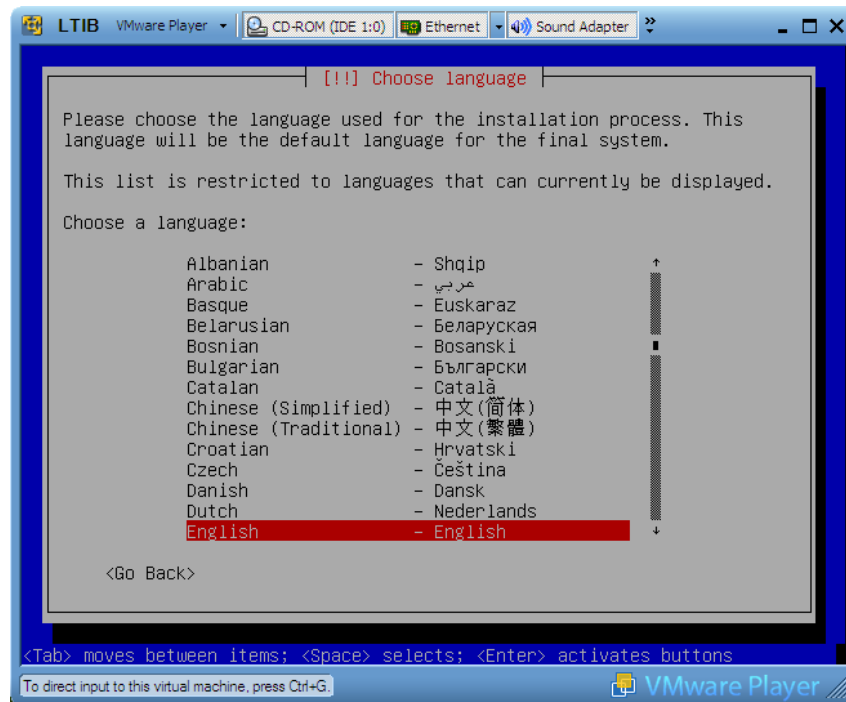 LTIB VMware Player CD-ROM (IDE 1:0) Ethernet Sound Adapter
[!!] Choose language
Please choose the language used for the installation process. This
language will be the default language for the final system.
This list is restricted to languages that can currently be displayed.
Choose a language:
Albanian - Shqip
Arabic - عربي
Basque - Euskaraz
Belarusian - Беларуская
Bosnian - Bosanski
Bulgarian - Български
Catalan - Català
Chinese (Simplified) - 中文(简体)
Chinese (Traditional) - 中文(繁體)
Croatian - Hrvatski
Czech - Čeština
Danish - Dansk
Dutch - Nederlands
English - English
<Go Back>
<Tab> moves between items; <Space> selects; <Enter> activates buttons
To direct input to this virtual machine, press Ctrl+G. VMware Player